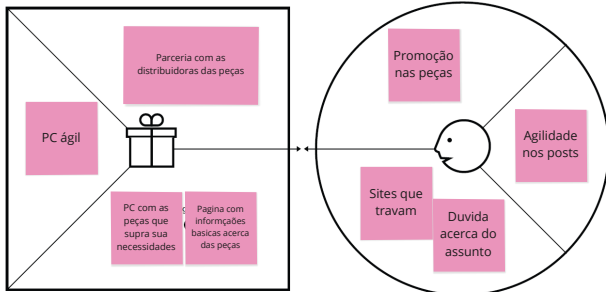 Parceria com as
distribuidoras das peças
PC ágil
PC com as
peças que
supra sua
necessidades
Pagina com
informções
basicas acerca
das peças
Promoção
nas peças
Agilidade
nos posts
Sites que
travam
Duvida
acerca do
assunto